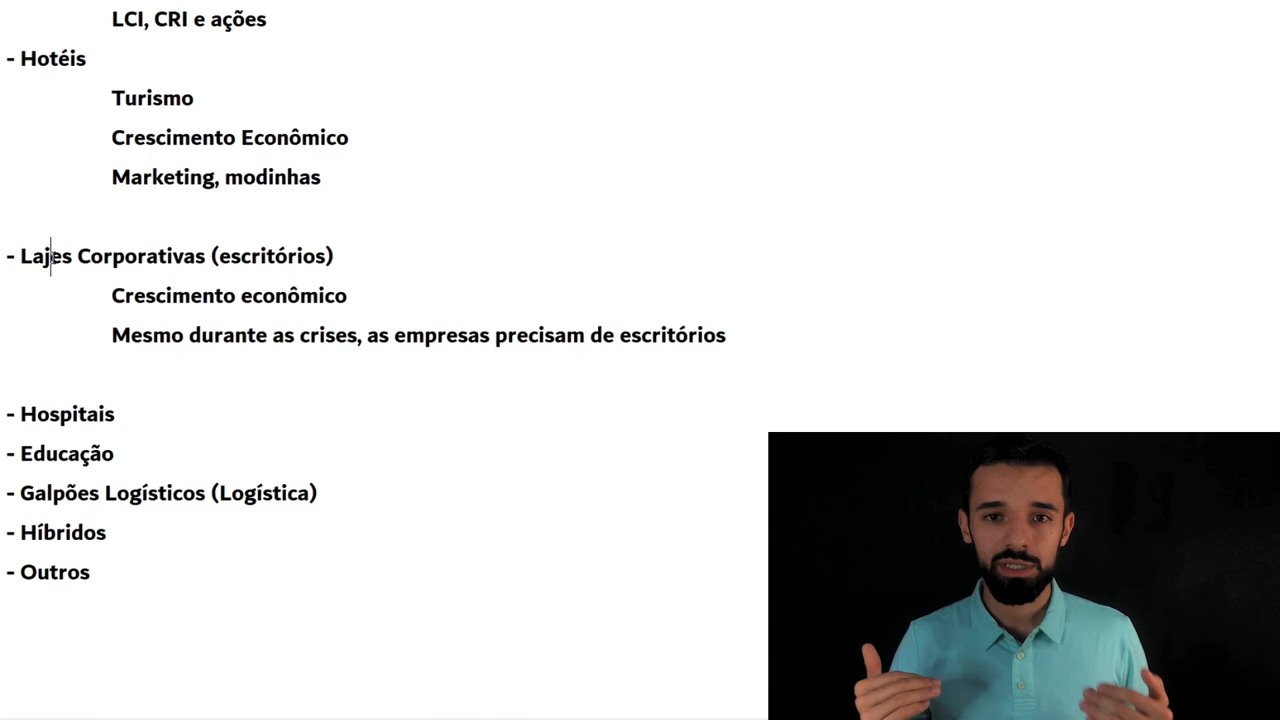 LCI, CRI e ações
- Hotéis
Turismo
Crescimento Econômico
Marketing, modinhas
- Lajes Corporativas (escritórios)
Crescimento econômico
Mesmo durante as crises, as empresas precisam de escritórios
- Hospitais
- Educação
- Galpões Logísticos (Logística)
- Híbridos
- Outros